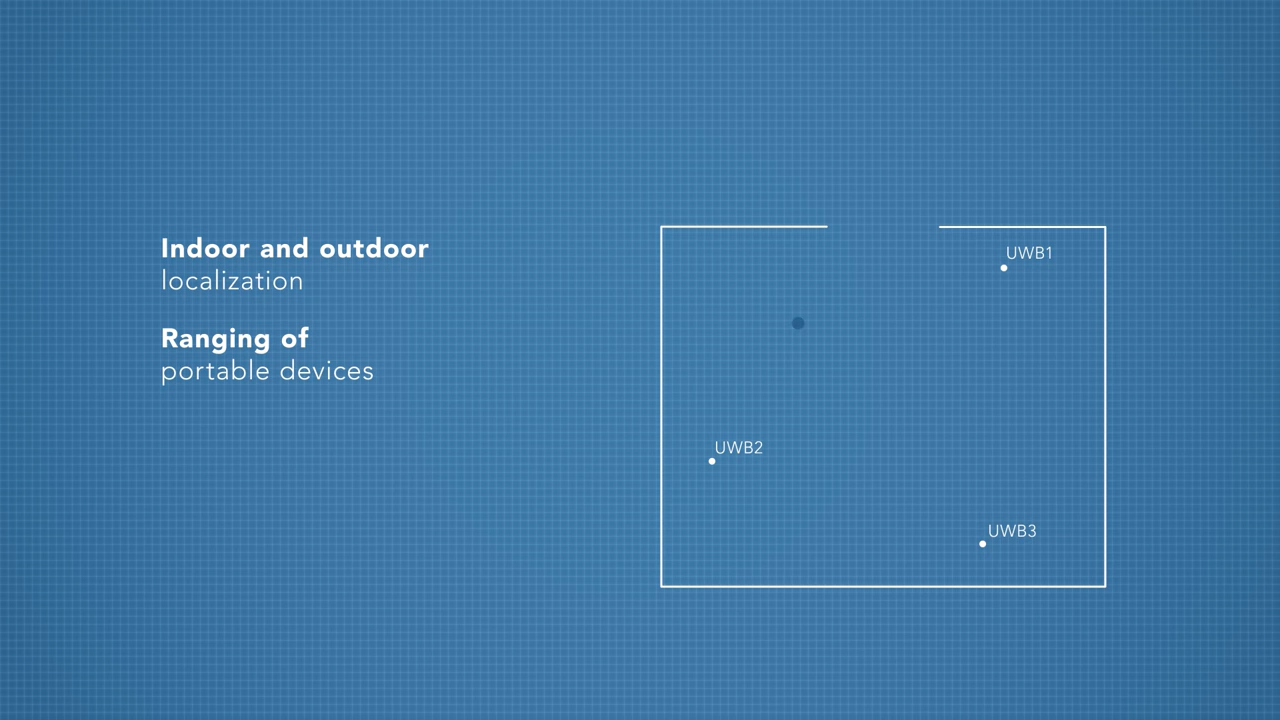 Indoor and outdoor
localization
Ranging of
portable devices
UWB1
UWB2
UWB3